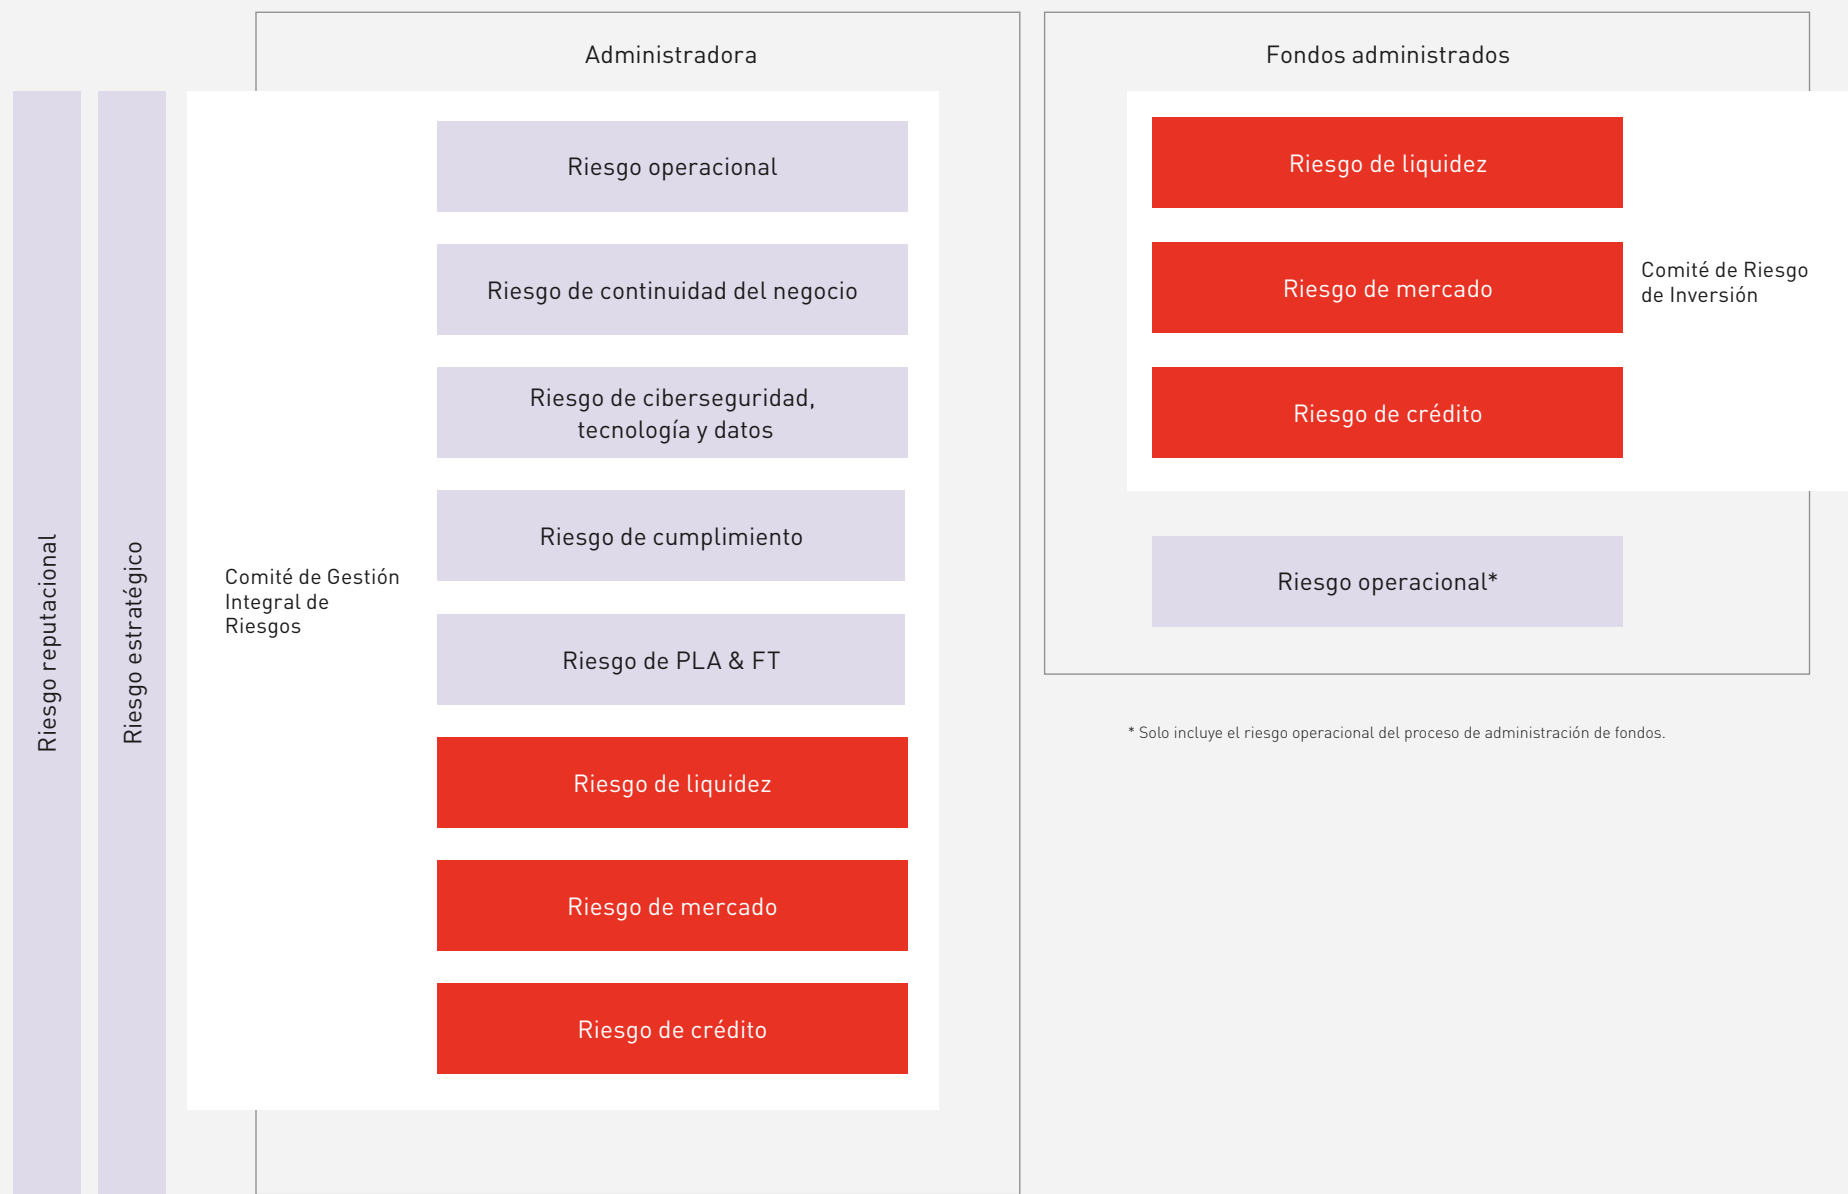 Riesgo reputacional
Riesgo estratégico
Administradora
Comité de Gestión
Integral de
Riesgos
Riesgo operacional
Riesgo de continuidad del negocio
Riesgo de ciberseguridad,
tecnología y datos
Riesgo de cumplimiento
Riesgo de PLA & FT
Riesgo de liquidez
Riesgo de mercado
Riesgo de crédito
Fondos administrados
Riesgo de liquidez
Riesgo de mercado
Riesgo de crédito
Comité de Riesgo
de Inversión
Riesgo operacional*
* Solo incluye el riesgo operacional del proceso de administración de fondos.